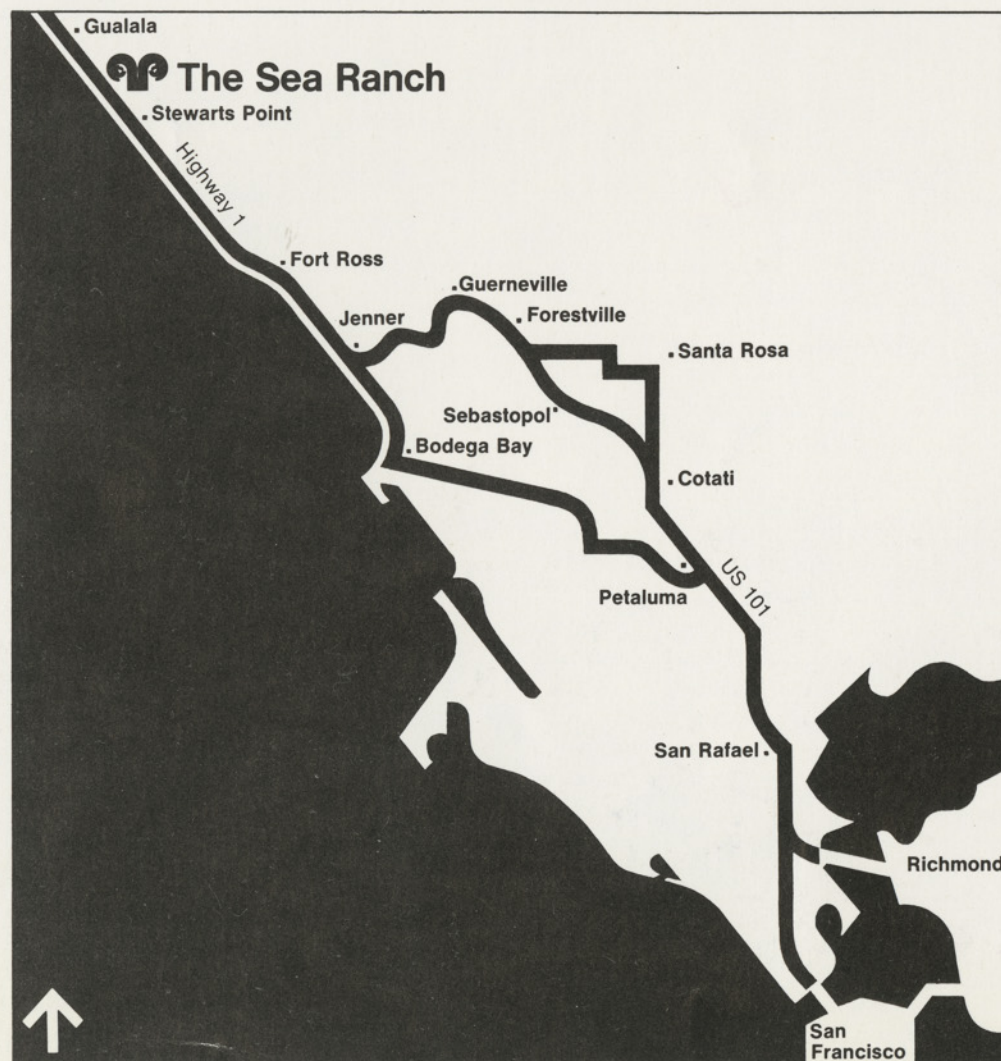 Gualala
The Sea Ranch
Stewarts Point
Highway 1
Fort Ross
Guerneville
Jenner
Forestville
Santa Rosa
Sebastopol
Bodega Bay
Cotati
US 101
Petaluma
San Rafael
Richmond
San
Francisco